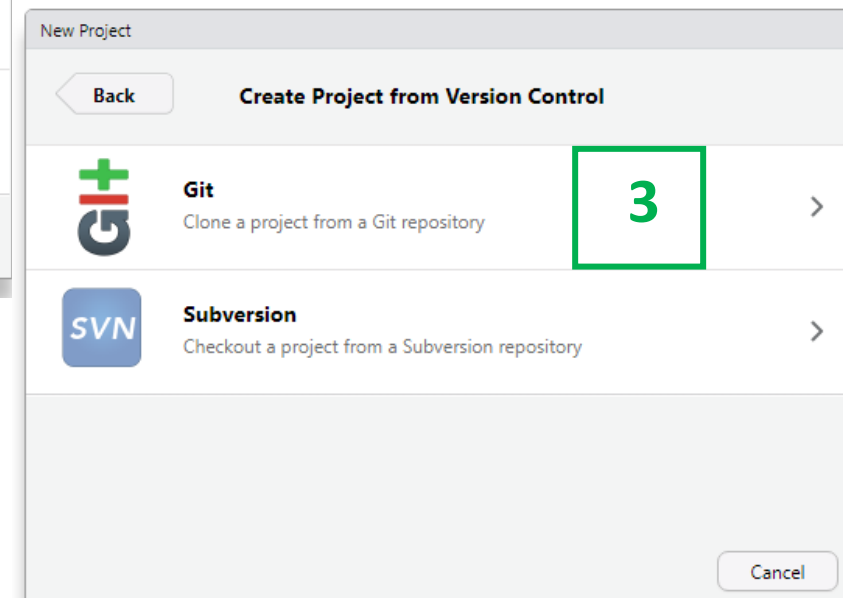 New Project
Back
Create Project from Version Control
git
Git
Clone a project from a Git repository
3
SVN
Subversion
Checkout a project from a Subversion repository
Cancel